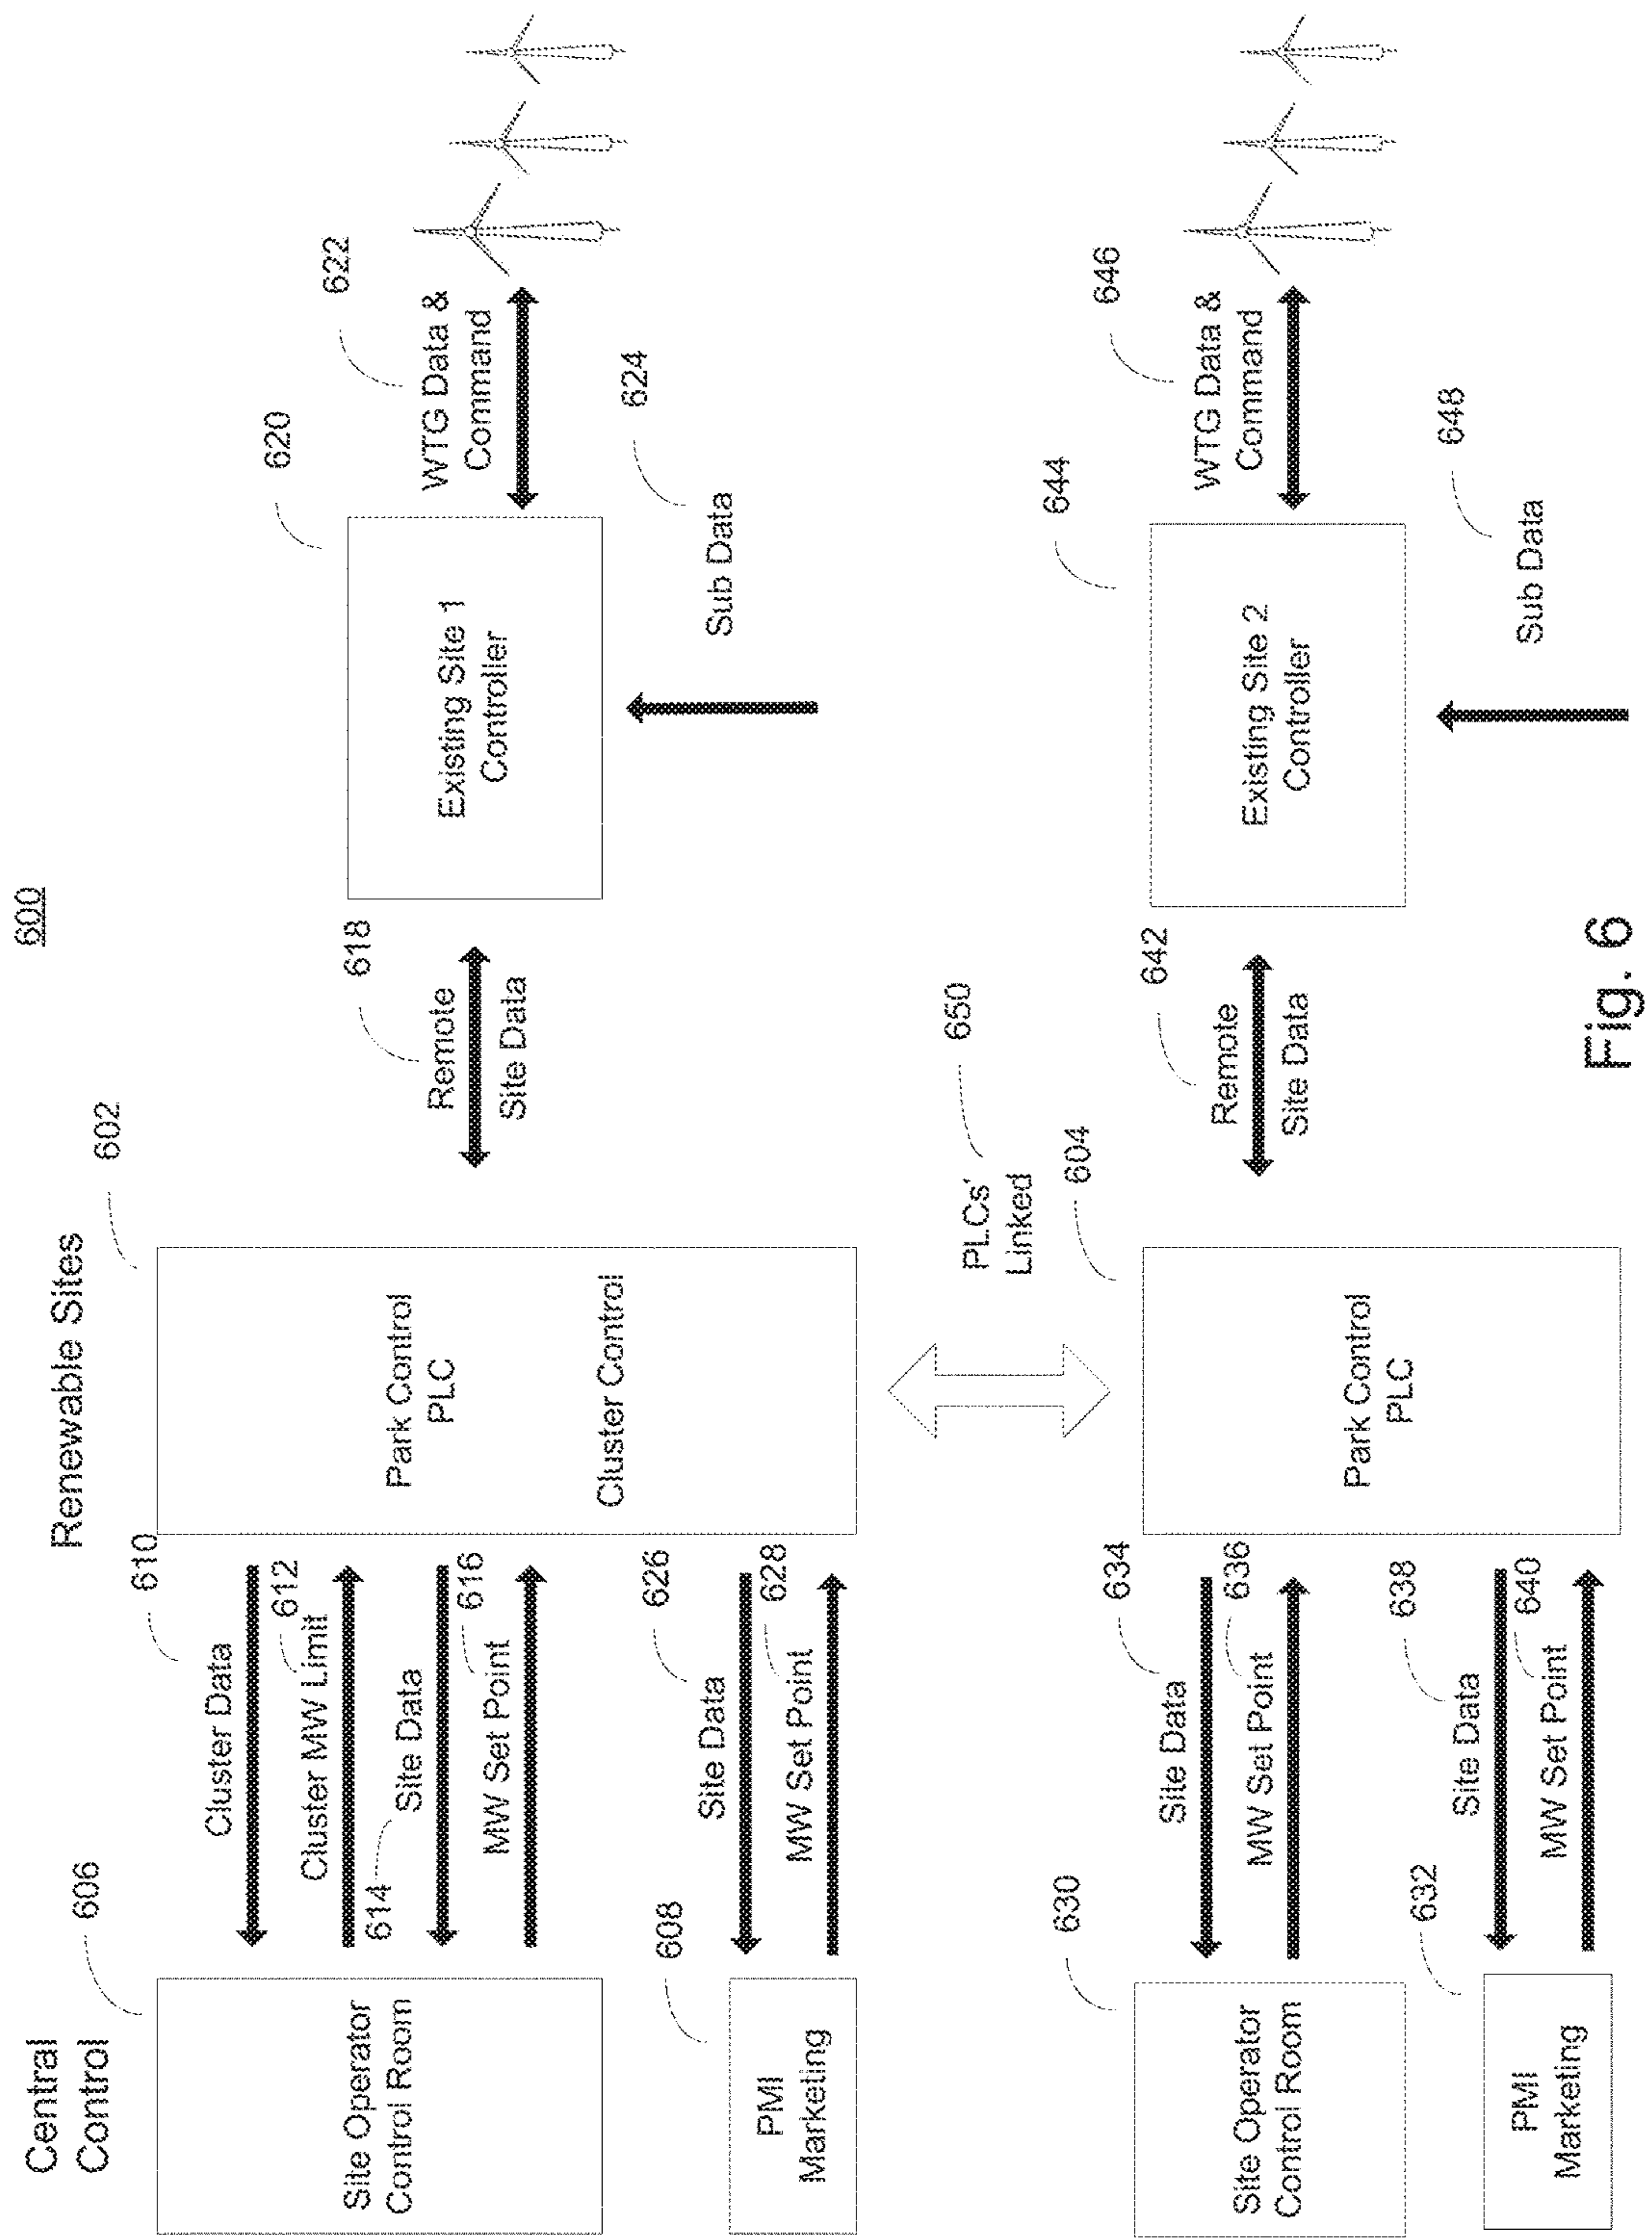 600
Central
Control
Renewable Sites
606
Site Operator
Control Room
610
Cluster Data
612
Cluster MW Limit
614
Site Data
616
MW Set Point
608
PMI
Marketing
626
Site Data
628
MW Set Point
602
Park Control
PLC
Cluster Control
618
Remote
Site Data
620
Existing Site 1
Controller
622
WTG Data &
Command
624
Sub Data
650
PLCs'
Linked
630
Site Operator
Control Room
634
Site Data
636
MW Set Point
632
PMI
Marketing
638
Site Data
640
MW Set Point
604
Park Control
PLC
642
Remote
Site Data
644
Existing Site 2
Controller
646
WTG Data &
Command
648
Sub Data
Fig. 6